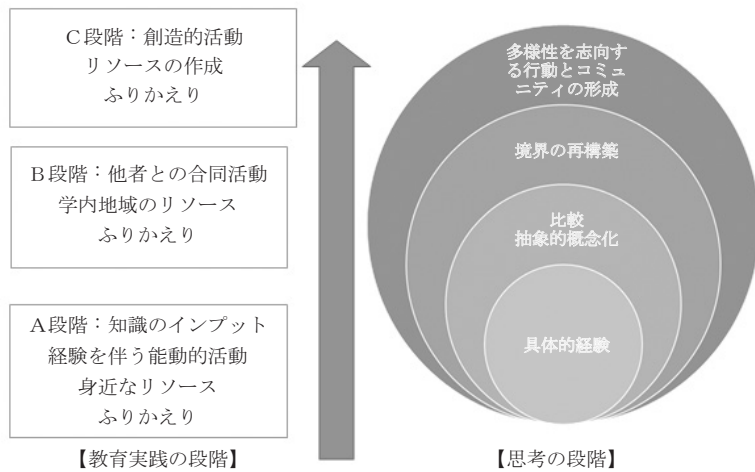 C段階：創造的活動
リソースの作成
ふりかえり
B段階：他者との合同活動
学内地域のリソース
ふりかえり
A段階：知識のインプット
経験を伴う能動的活動
身近なリソース
ふりかえり
【教育実践の段階】
多様性を志向す
る行動とコミュ
ニティの形成
境界の再構築
比較
抽象的概念化
具体的経験
【思考の段階】